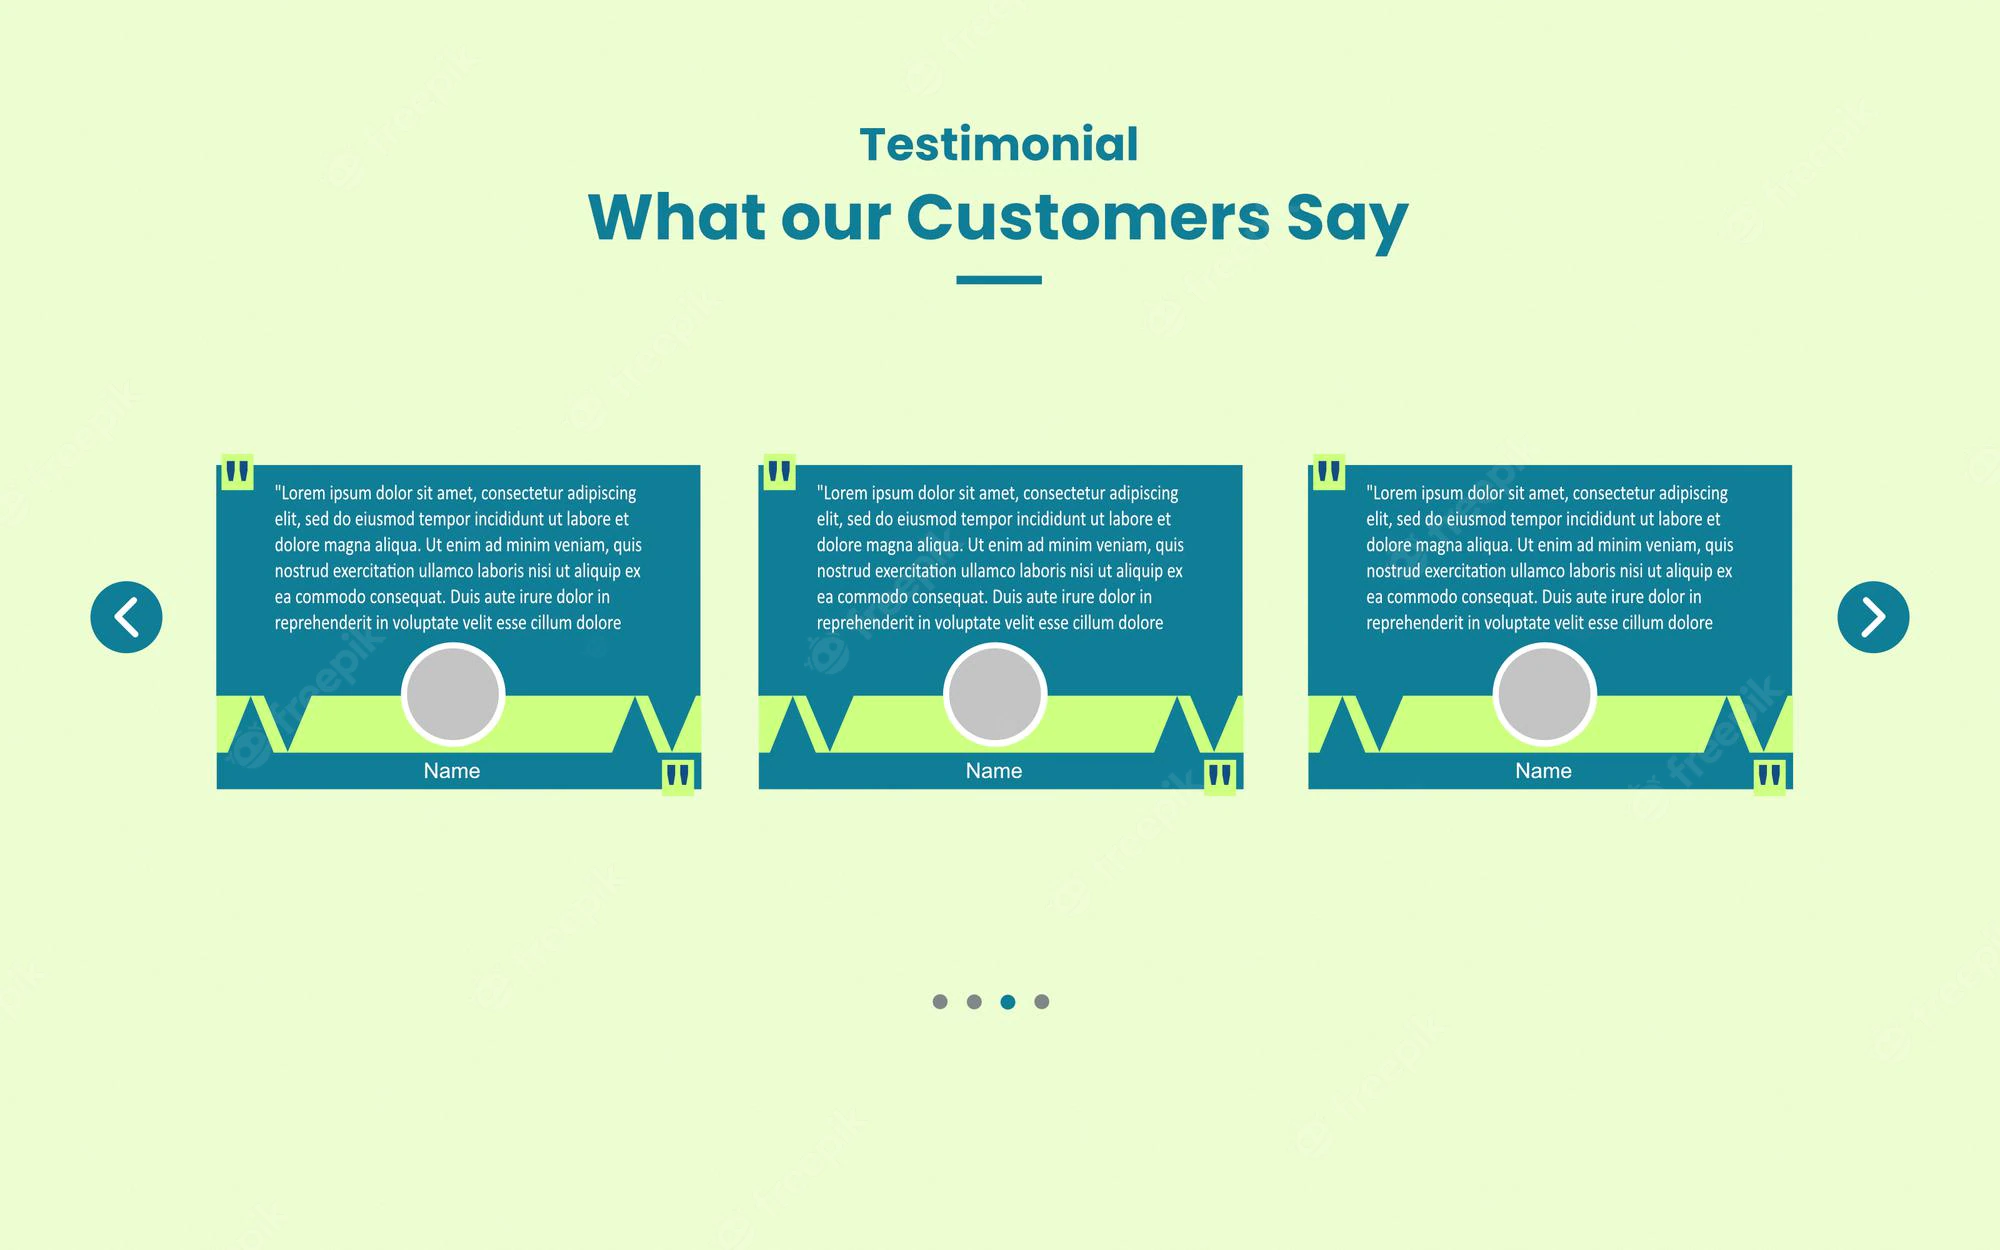 Testimonial
What our Customers Say
"
"Lorem ipsum dolor sit amet, consectetur adipiscing
elit, sed do eiusmod tempor incididunt ut labore et
dolore magna aliqua. Ut enim ad minim veniam, quis
nostrud exercitation ullamco laboris nisi ut aliquip ex
ea commodo consequat. Duis aute irure dolor in
reprehenderit in voluptate velit esse cillum dolore
Name
"
"
"Lorem ipsum dolor sit amet, consectetur adipiscing
elit, sed do eiusmod tempor incididunt ut labore et
dolore magna aliqua. Ut enim ad minim veniam, quis
nostrud exercitation ullamco laboris nisi ut aliquip ex
ea commodo consequat. Duis aute irure dolor in
reprehenderit in voluptate velit esse cillum dolore
Name
"
"
"Lorem ipsum dolor sit amet, consectetur adipiscing
elit, sed do eiusmod tempor incididunt ut labore et
dolore magna aliqua. Ut enim ad minim veniam, quis
nostrud exercitation ullamco laboris nisi ut aliquip ex
ea commodo consequat. Duis aute irure dolor in
reprehenderit in voluptate velit esse cillum dolore
Name
"
freepik
freepik
freepik
freepik